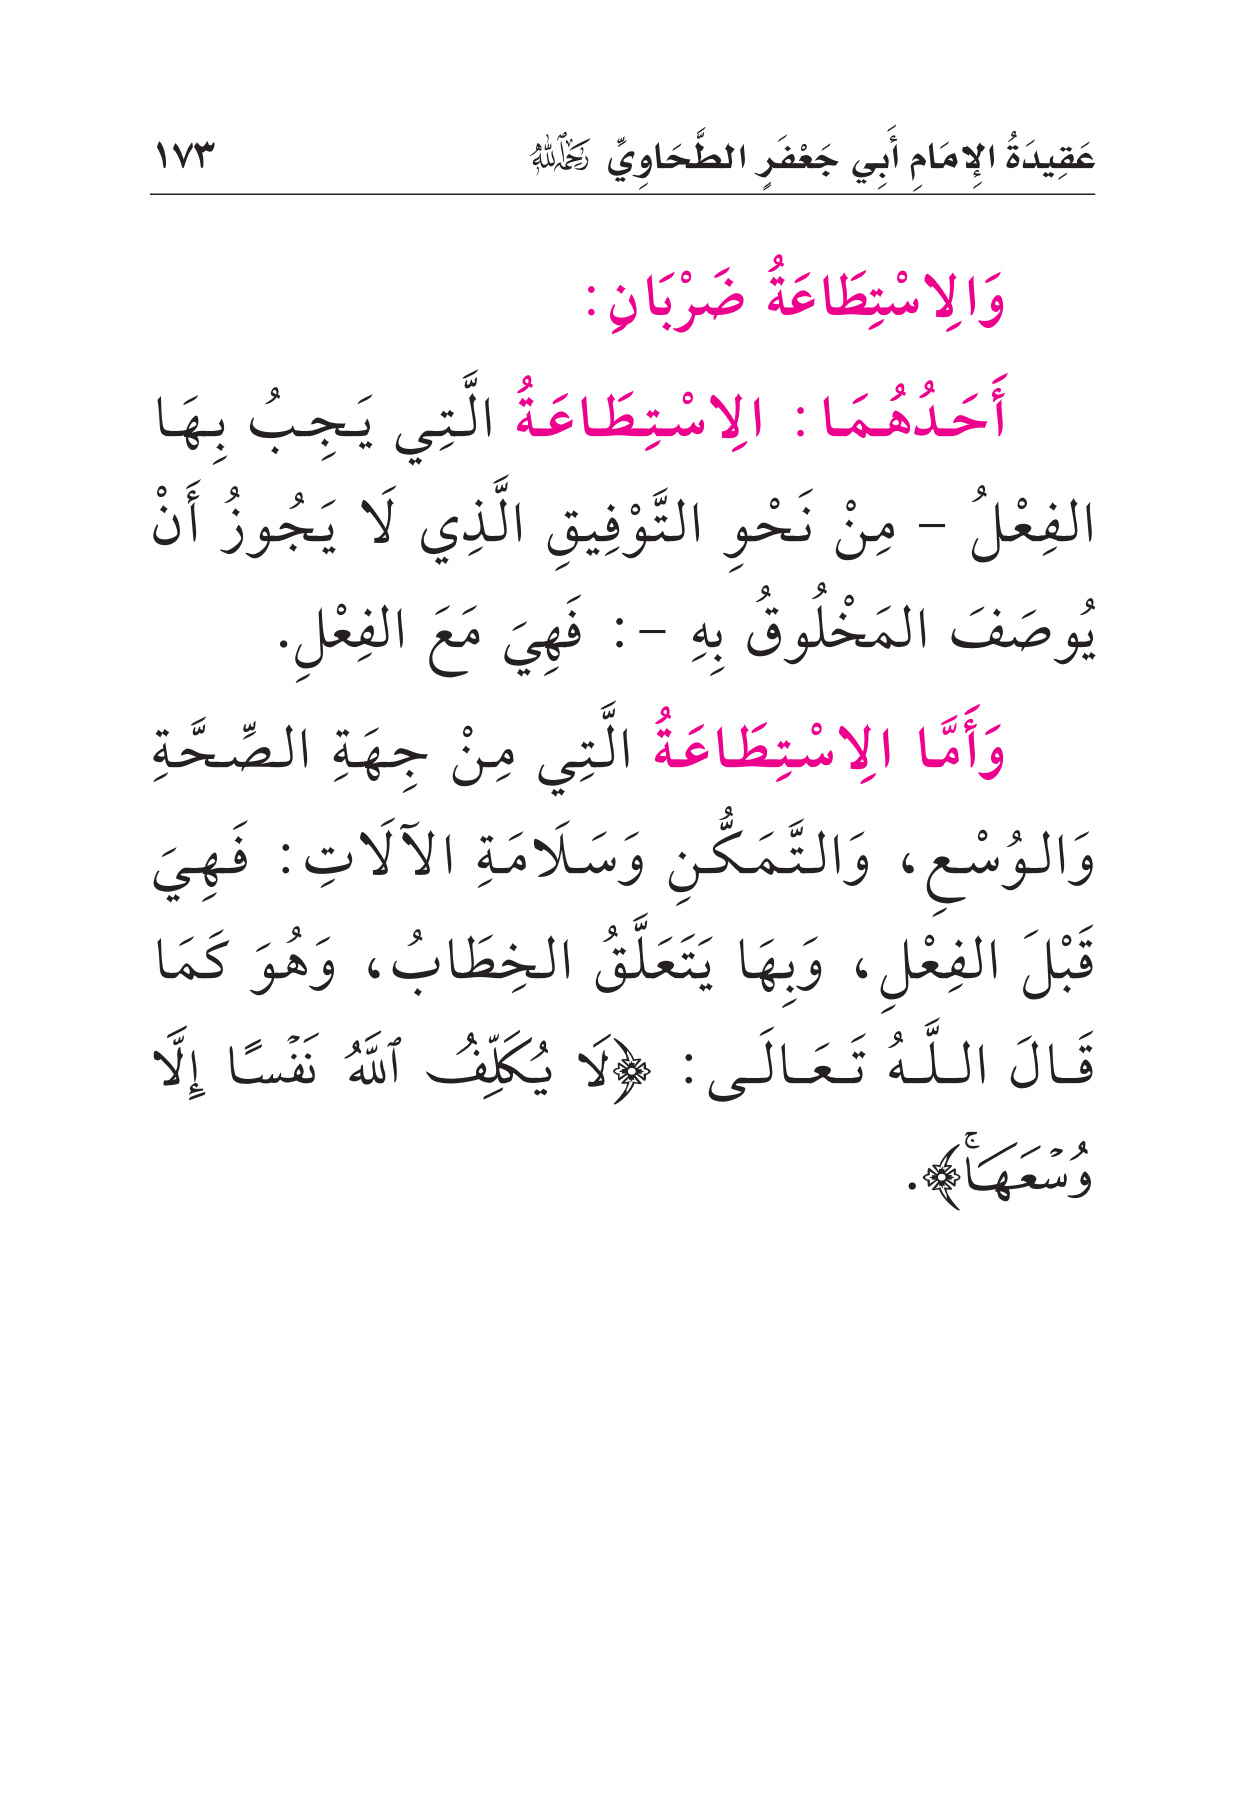 عَقِيدَةُ الإِمَامِ أَبِي جَعْفَرٍ الطَّحَاوِيِّ رَحِمَهُ اللَّهُ ١٧٣
وَالِاسْتِطَاعَةُ ضَرْبَانِ:
أَحَدُهُمَا: الِاسْتِطَاعَةُ الَّتِي يَجِبُ بِهَا
الفِعْلُ – مِنْ نَحْوِ التَّوْفِيقِ الَّذِي لَا يَجُوزُ أَنْ
يُوصَفَ المَخْلُوقُ بِهِ –: فَهِيَ مَعَ الفِعْلِ.
وَأَمَّا الِاسْتِطَاعَةُ الَّتِي مِنْ جِهَةِ الصِّحَّةِ
وَالوُسْعِ، وَالتَّمَكُّنِ وَسَلَامَةِ الآلَاتِ: فَهِيَ
قَبْلَ الفِعْلِ، وَبِهَا يَتَعَلَّقُ الخِطَابُ، وَهُوَ كَمَا
قَالَ اللَّهُ تَعَالَى: ﴿لَا يُكَلِّفُ ٱللَّهُ نَفۡسًا إِلَّا
وُسۡعَهَاۚ﴾.